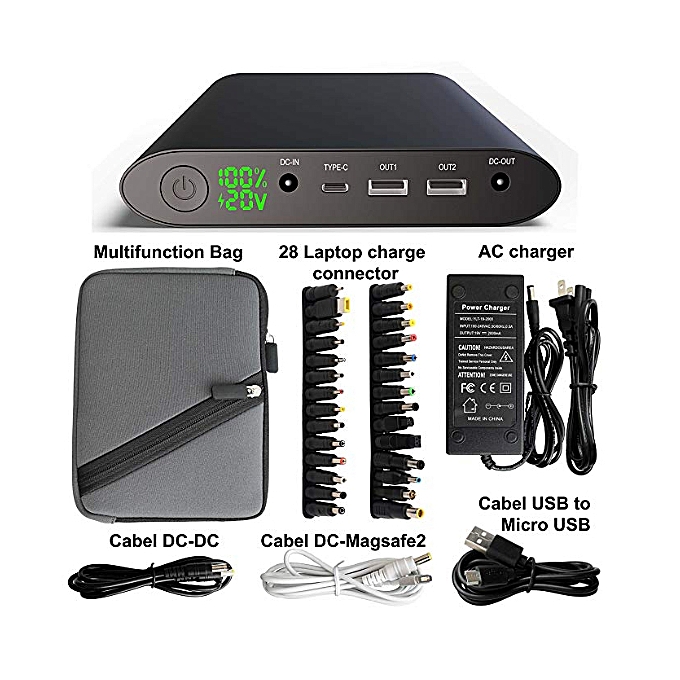 DC-IN TYPE-C OUT1 OUT2 DC-OUT
100%
20V
Multifunction Bag
28 Laptop charge
connector
AC charger
Power Charger
CAUTION!
ATTENTION!
MADE IN CHINA
Cabel USB to
Micro USB
Cabel DC-DC
Cabel DC-Magsafe2